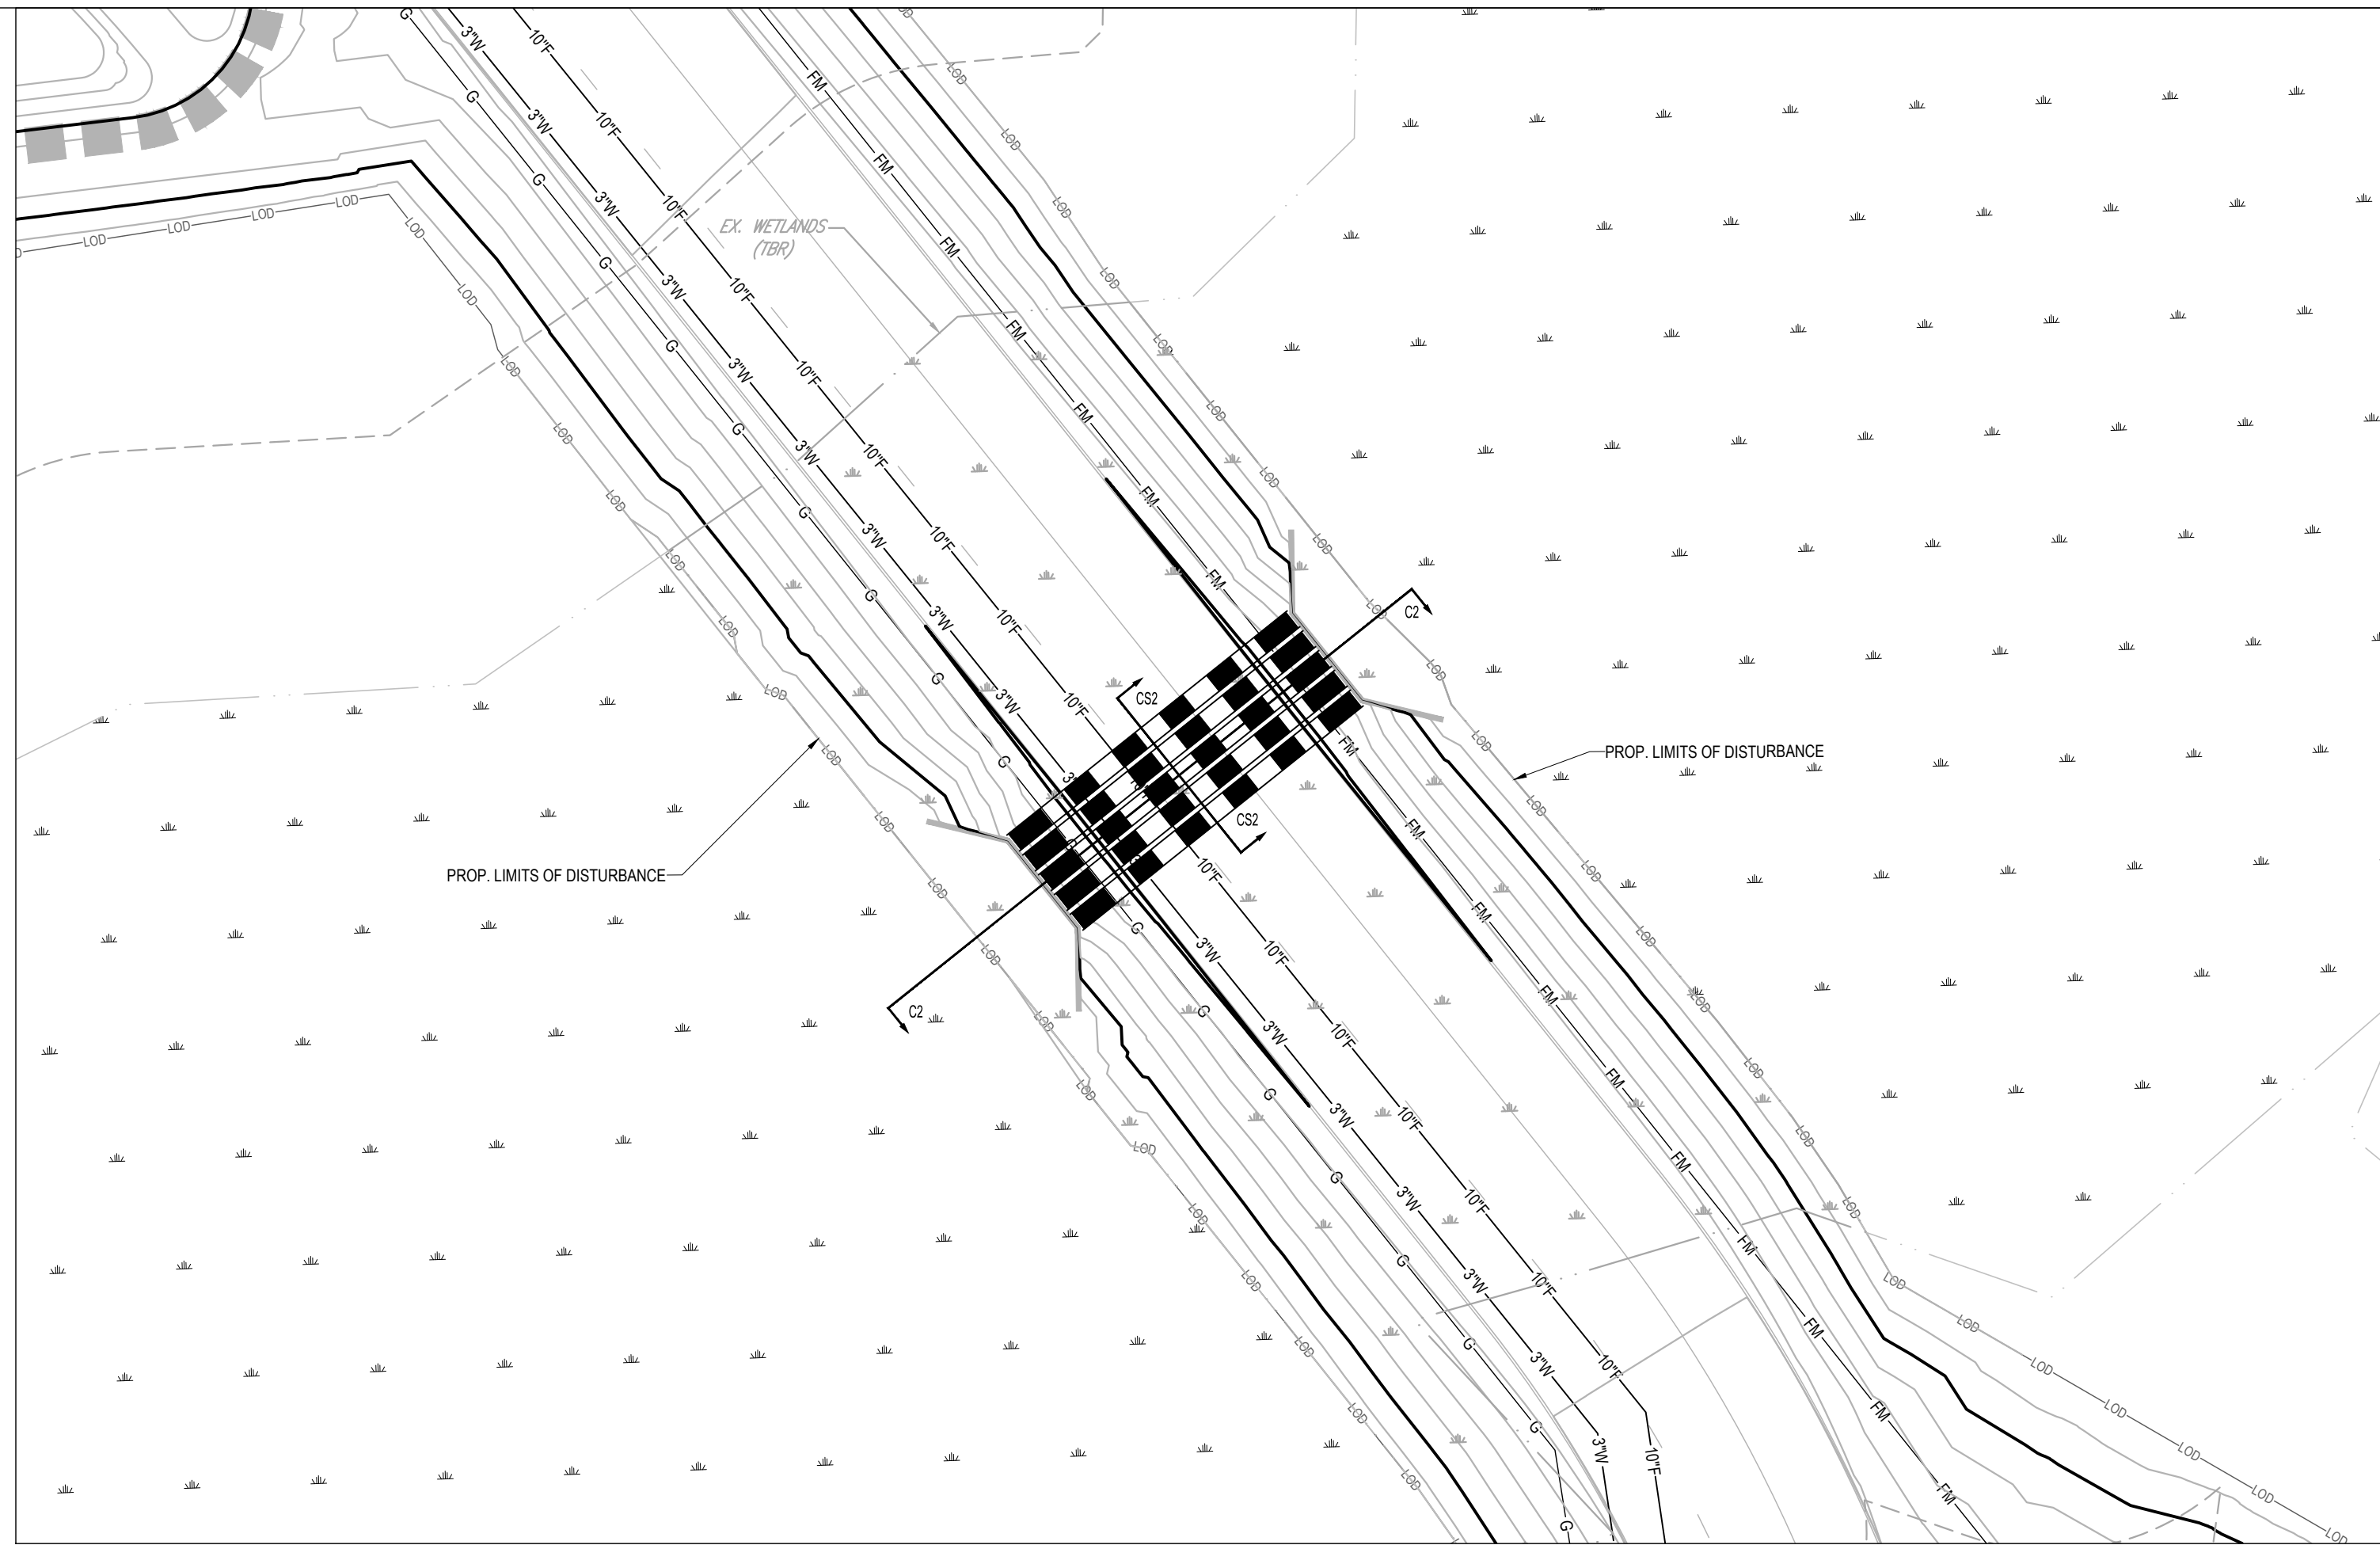 EX. WETLANDS
(TBR)
C2
CS2
PROP. LIMITS OF DISTURBANCE
CS2
PROP. LIMITS OF DISTURBANCE
C2
G
3"W
10"F
FM
LOD